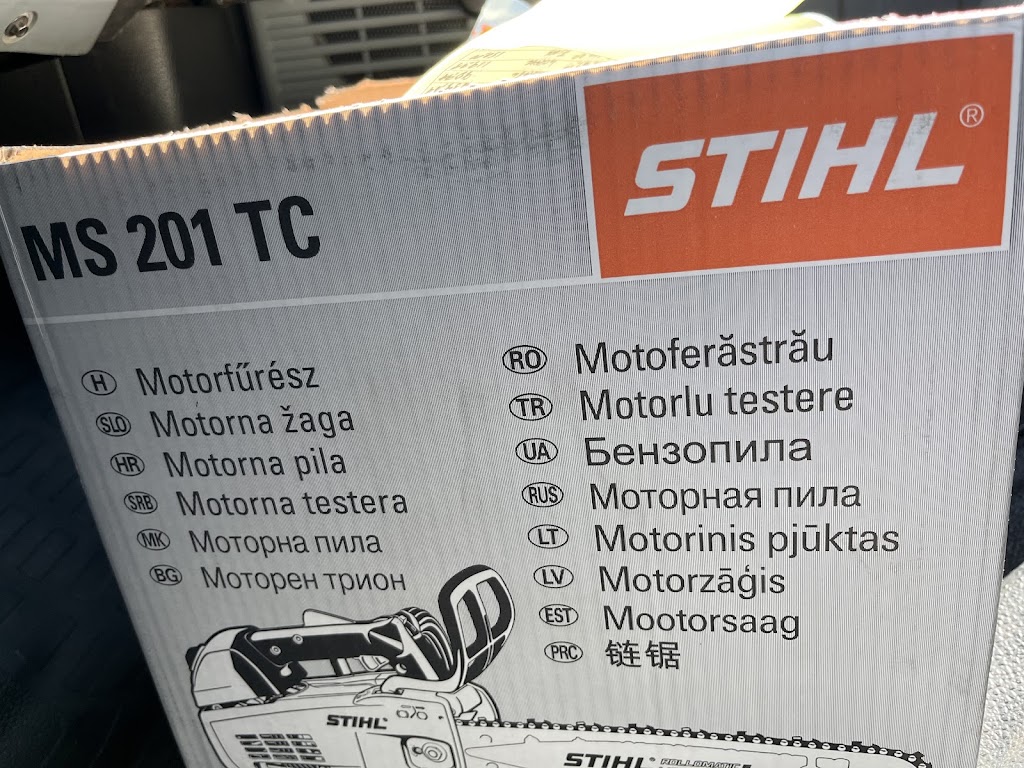 STIHL®
MS 201 TC
H Motorfűrész
SLO Motorna žaga
HR Motorna pila
SRB Motorna testera
MK Моторна пила
BG Моторен трион
RO Motoferăstrău
TR Motorlu testere
UA Бензопила
RUS Моторная пила
LT Motorinis pjūktas
LV Motorzāģis
EST Mootorsaag
PRC 链锯
STIHL
STIHL ROLLOMATIC E